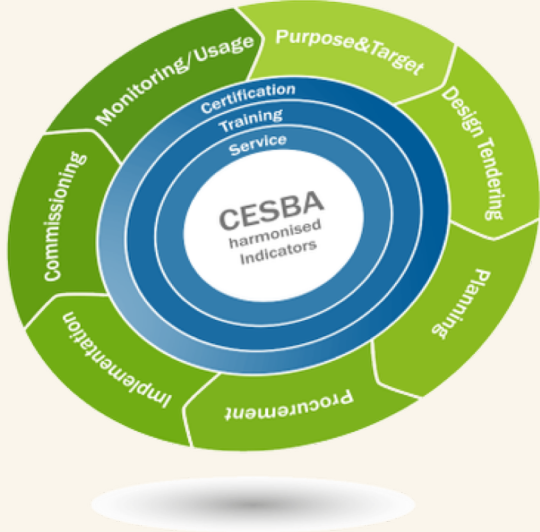 Purpose&Target
Design Tendering
Planning
Procurement
Implementation
Commissioning
Monitoring/Usage
Certification
Training
Service
CESBA
harmonised
Indicators